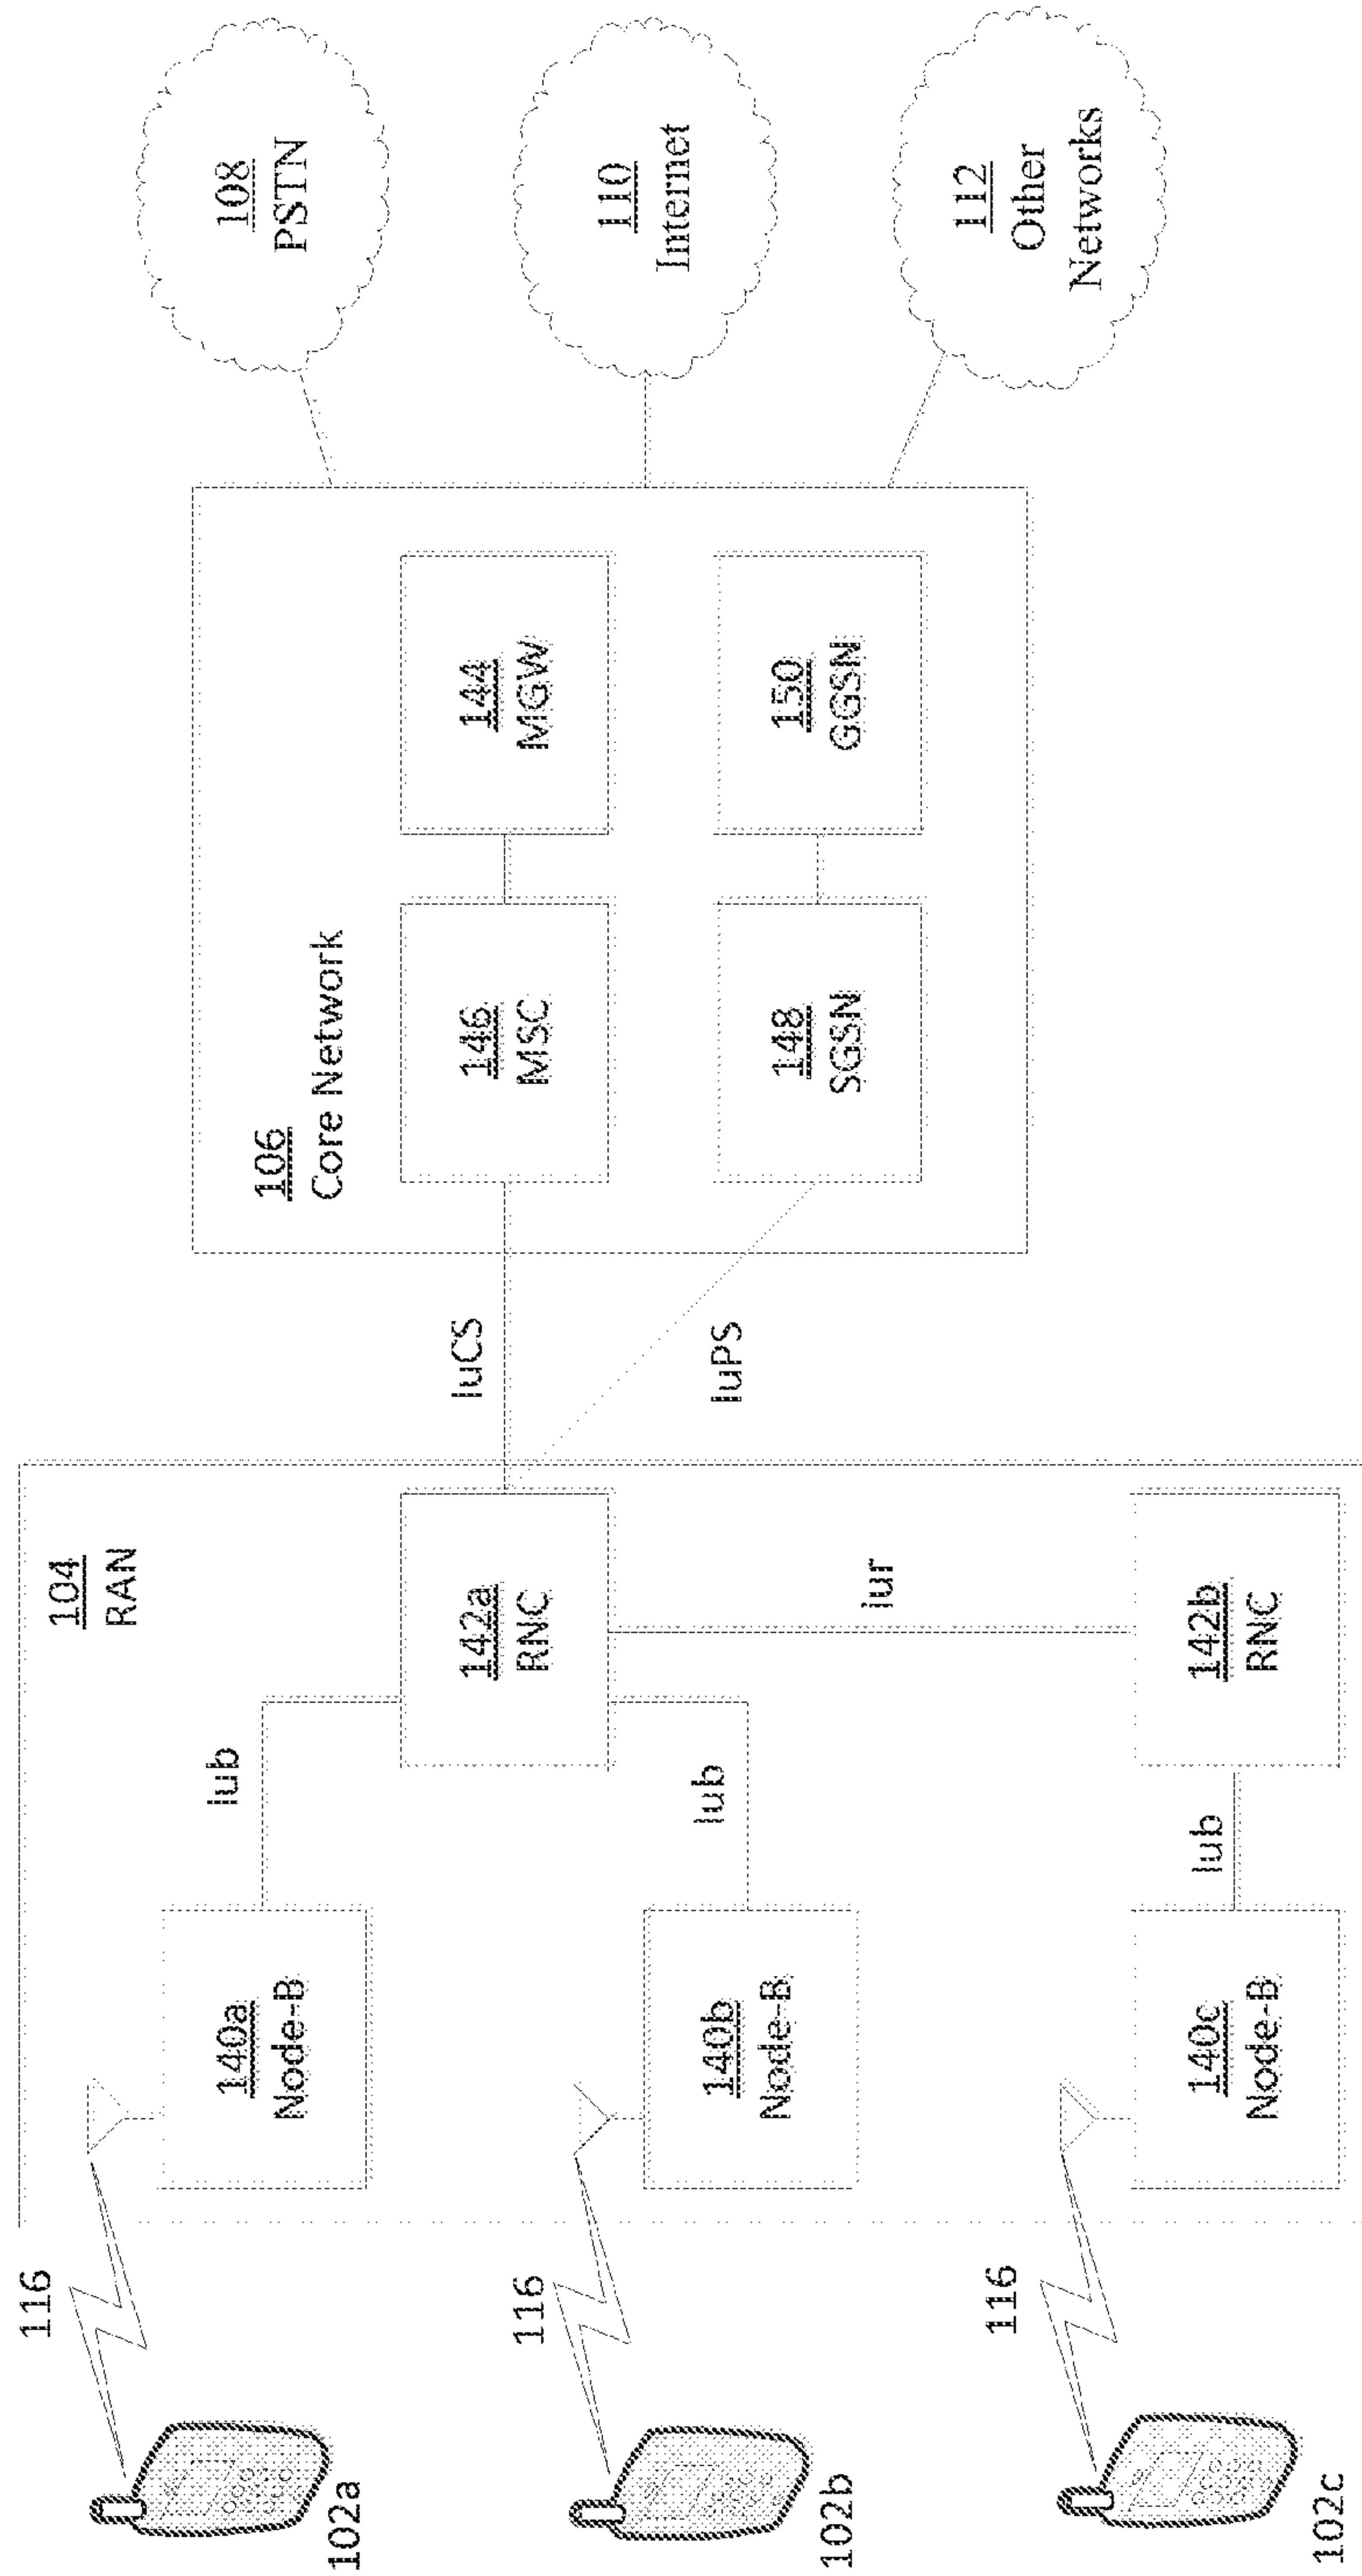 104
RAN
106
Core Network
108
PSTN
110
Internet
112
Other
Networks
116
102a
140a
Node-B
Iub
142a
RNC
IuCS
146
MSC
144
MGW
116
102b
140b
Node-B
Iub
IuPS
148
SGSN
150
GGSN
iur
116
102c
140c
Node-B
Iub
142b
RNC